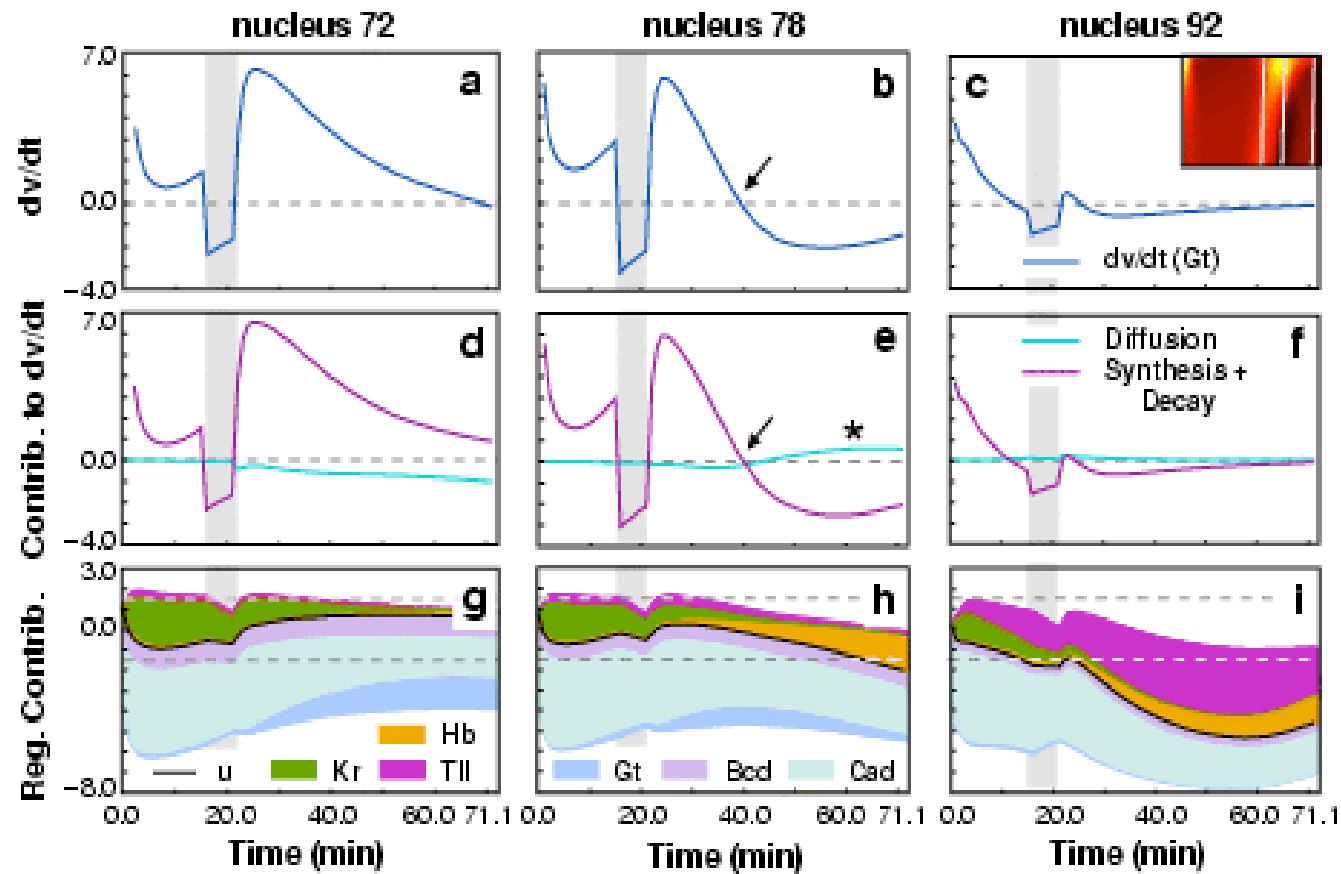 nucleus 72
nucleus 78
nucleus 92
7.0
0.0
−4.0
dv/dt
a
b
c
dv/dt (Gt)
7.0
0.0
−4.0
Contrib. to dv/dt
d
e
*
f
Diffusion
Synthesis +
Decay
3.0
0.0
−8.0
Reg. Contrib.
g
h
i
Hb
u
Kr
Tll
Gt
Bcd
Cad
0.0 20.0 40.0 60.0 71.1
0.0 20.0 40.0 60.0 71.1
0.0 20.0 40.0 60.0 71.1
Time (min)
Time (min)
Time (min)